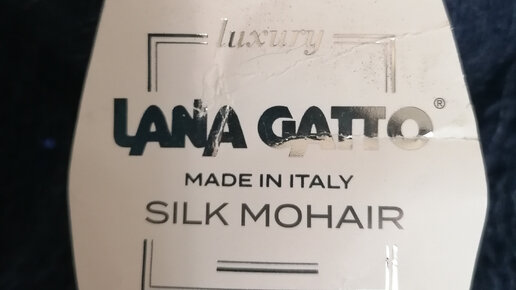 luxury
LANA GATTO®
MADE IN ITALY
SILK MOHAIR